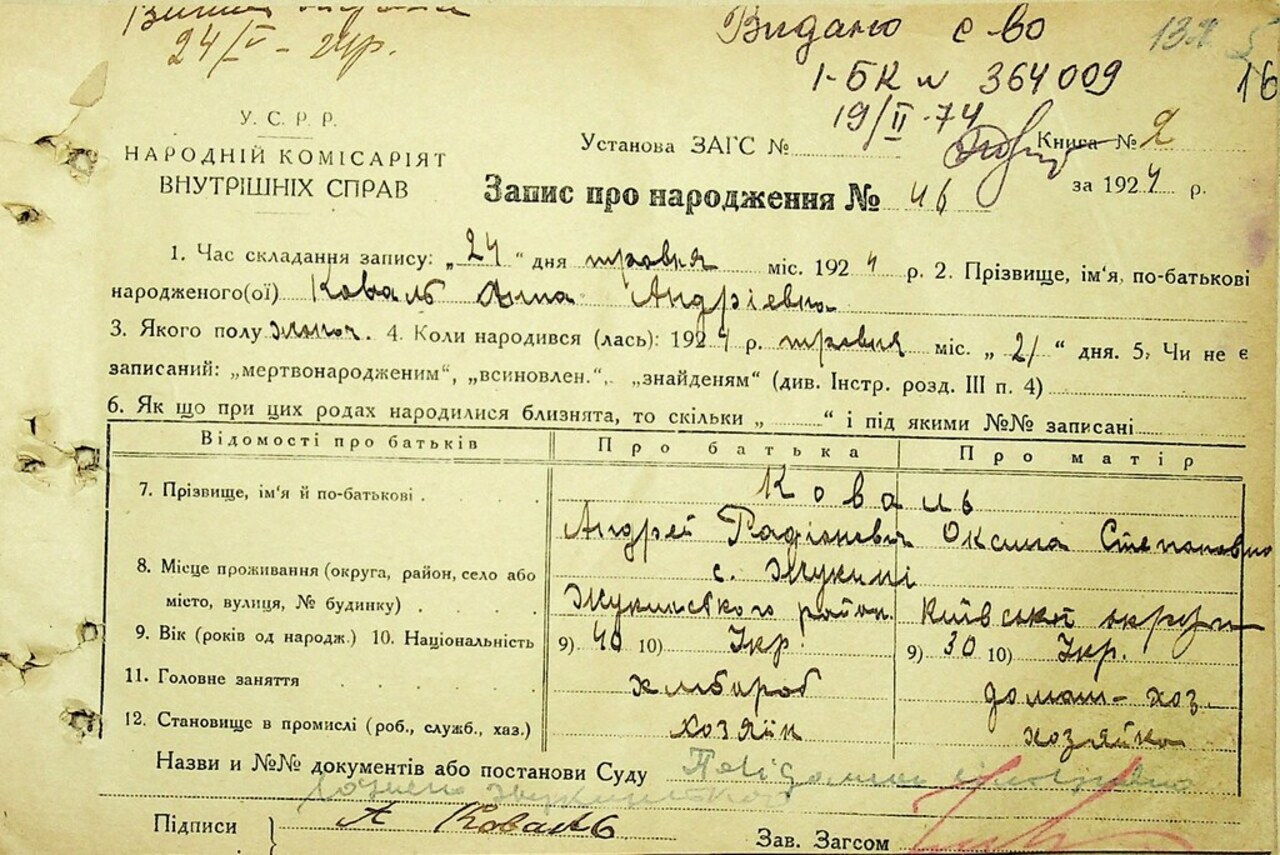 24/V – 24р.
Видано с-во
I-БК № 364009
19/II-74
16
У. С. Р. Р.
НАРОДНІЙ КОМІСАРІЯТ
ВНУТРІШНІХ СПРАВ
Установа ЗАГС №
Книга № 2
за 1924 р.
Запис про народження № 46
1. Час складання запису: „24“ дня травня міс. 1924 р. 2. Прізвище, ім‘я, по-батькові
народженого(ої) Коваль Анна Андріевна
3. Якого полу жіноч. 4. Коли народився (лась): 1924 р. травня міс. „21“ дня. 5. Чи не є
записаний: „мертвонародженим“, „всиновлен.“, „знайденям“ (див. Інстр. розд. III п. 4)
6. Як що при цих родах народилися близнята, то скільки „ “ і під якими №№ записані
Відомості про батьків Про батька Про матір
7. Прізвище, ім‘я й по-батькові Коваль
Андрей Радіонович Оксана Степановна
8. Місце проживання (округа, район, село або с. Жукині
місто, вулиця, № будинку) Жукинського район. Київської округи
9. Вік (років од народж.) 10. Національність 9) 40 10) Укр. 9) 30 10) Укр.
11. Головне заняття хлібороб домаш-хоз.
12. Становище в промислі (роб., служб., хаз.) хозяїн хозяйка
Назви и №№ документів або постанови Суду
Підписи А Коваль Зав. Загсом